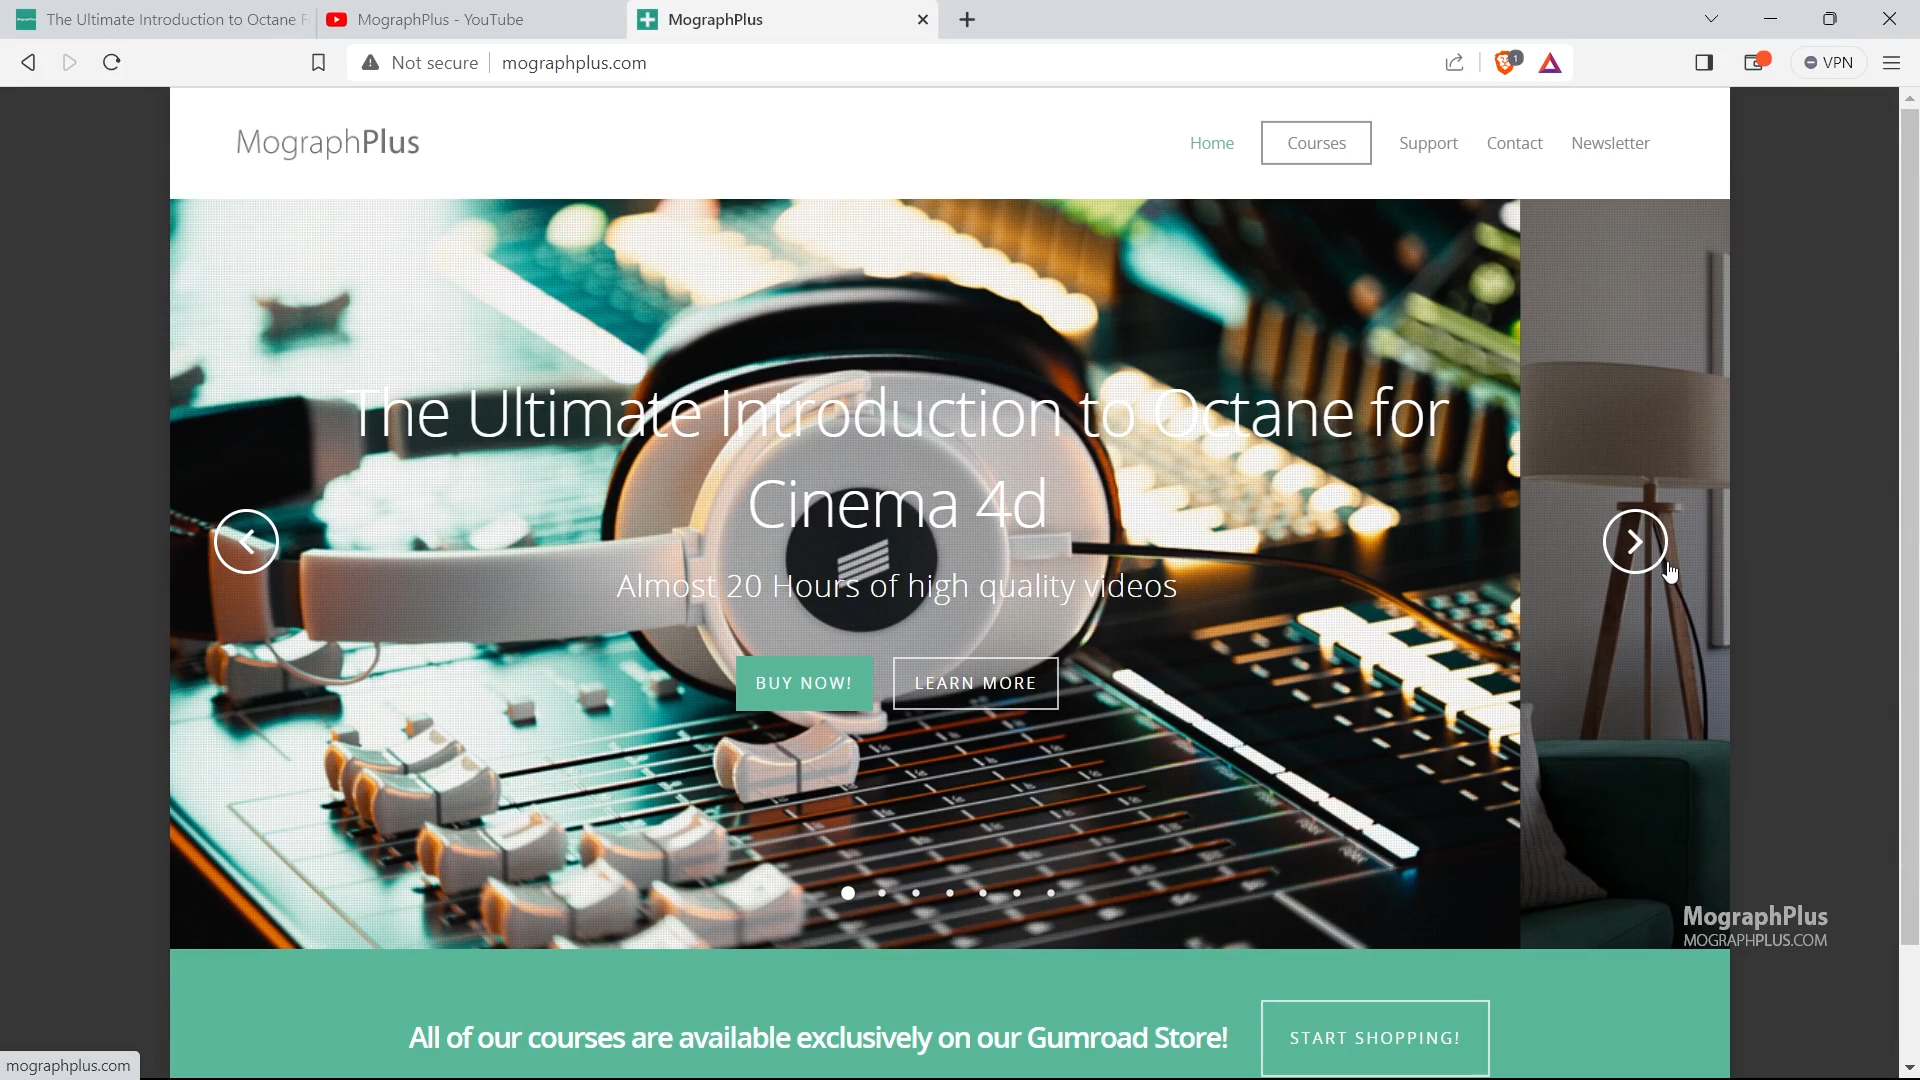 The Ultimate Introduction to Octane
MographPlus - YouTube
MographPlus
Not secure
mographplus.com
1
VPN
MographPlus
Home
Courses
Support
Contact
Newsletter
The Ultimate Introduction to Octane for
Cinema 4d
Almost 20 Hours of high quality videos
BUY NOW!
LEARN MORE
MographPlus
MOGRAPHPLUS.COM
All of our courses are available exclusively on our Gumroad Store!
START SHOPPING!
mographplus.com